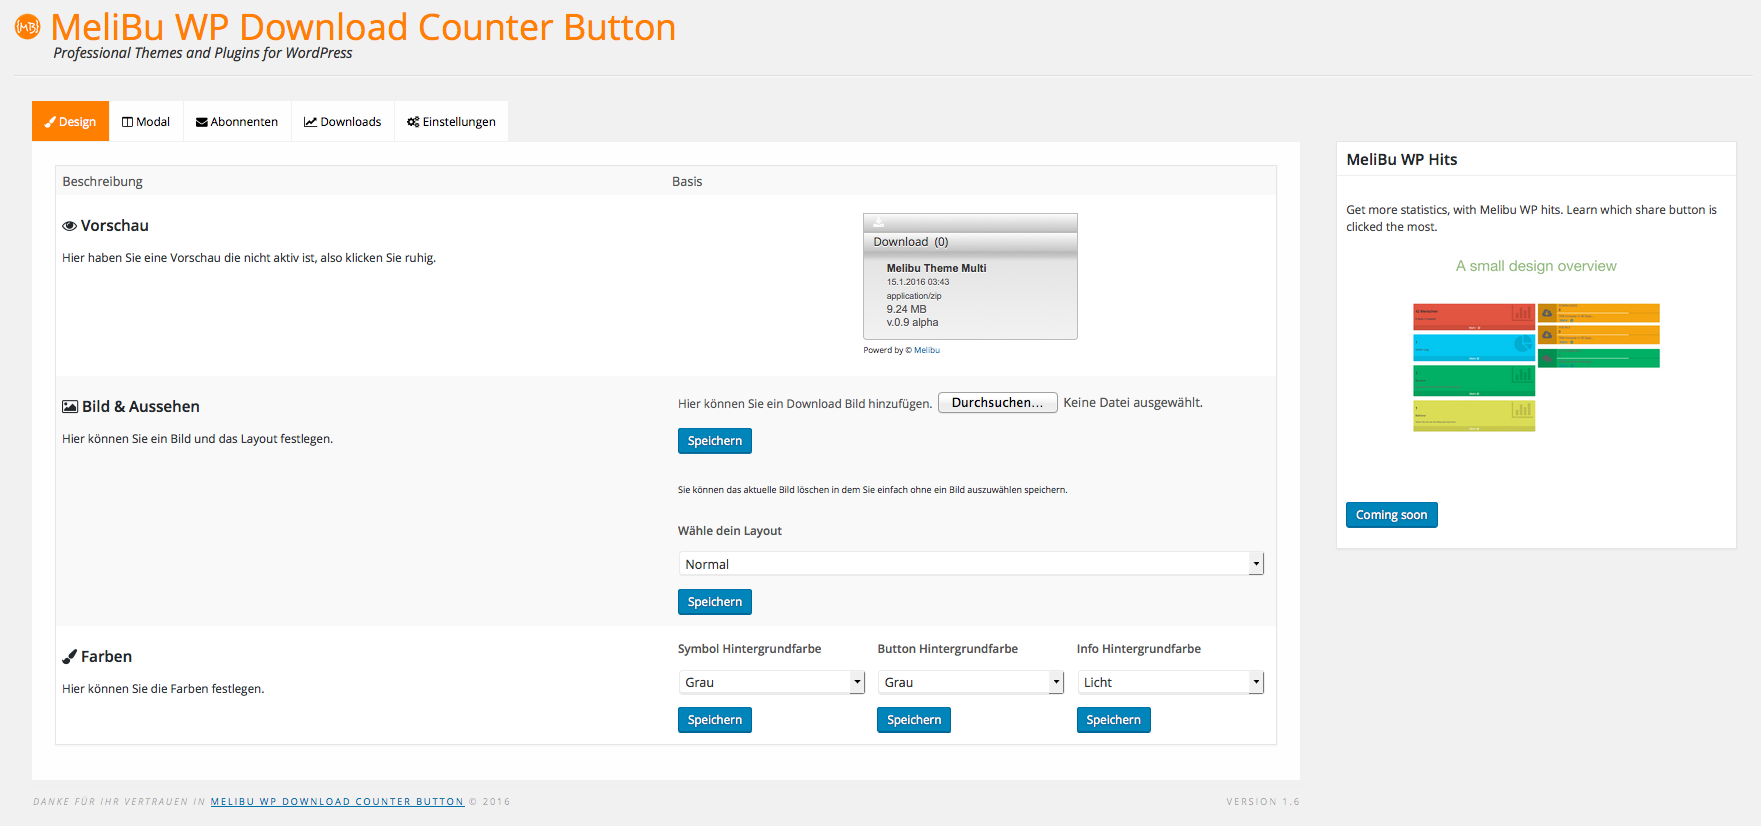 MeliBu WP Download Counter Button
Professional Themes and Plugins for WordPress
Design
Modal
Abonnenten
Downloads
Einstellungen
Beschreibung
Basis
Vorschau
Hier haben Sie eine Vorschau die nicht aktiv ist, also klicken Sie ruhig.
Download (0)
Melibu Theme Multi
15.1.2016 03:43
application/zip
9.24 MB
v.0.9 alpha
Powerd by © Melibu
Bild & Aussehen
Hier können Sie ein Bild und das Layout festlegen.
Hier können Sie ein Download Bild hinzufügen. Durchsuchen... Keine Datei ausgewählt.
Speichern
Sie können das aktuelle Bild löschen in dem Sie einfach ohne ein Bild auszuwählen speichern.
Wähle dein Layout
Normal
Speichern
Farben
Hier können Sie die Farben festlegen.
Symbol Hintergrundfarbe
Button Hintergrundfarbe
Info Hintergrundfarbe
Grau
Grau
Licht
Speichern
Speichern
Speichern
MeliBu WP Hits
Get more statistics, with Melibu WP hits. Learn which share button is
clicked the most.
A small design overview
Coming soon
DANKE FÜR IHR VERTRAUEN IN MELIBU WP DOWNLOAD COUNTER BUTTON © 2016
VERSION 1.6